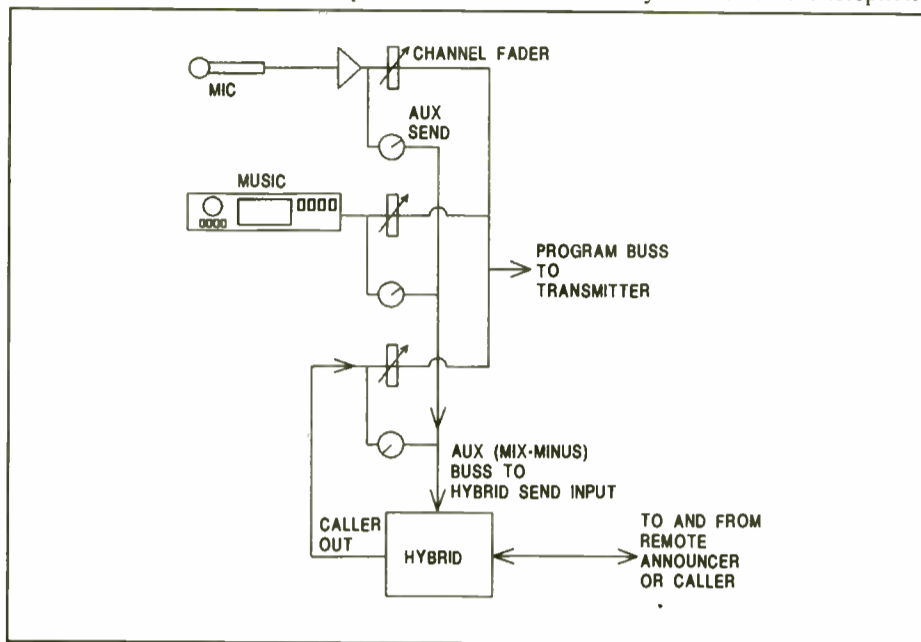 CHANNEL FADER
MIC
AUX
SEND
MUSIC
PROGRAM BUSS
TO
TRANSMITTER
AUX (MIX-MINUS)
BUSS TO
HYBRID SEND INPUT
CALLER
OUT
HYBRID
TO AND FROM
REMOTE
ANNOUNCER
OR CALLER